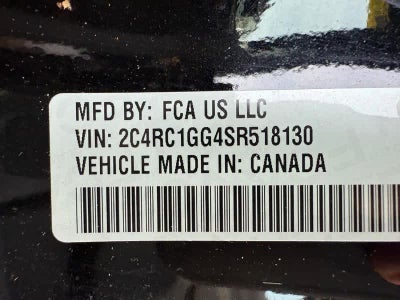 MFD BY: FCA US LLC
VIN: 2C4RC1GG4SR518130
VEHICLE MADE IN: CANADA